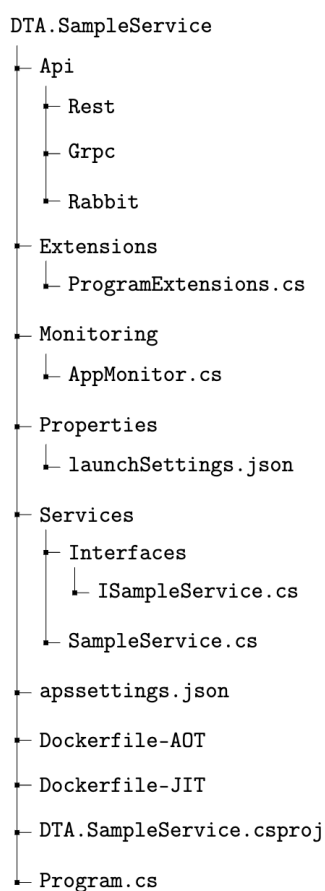 DTA.SampleService
Api
Rest
Grpc
Rabbit
Extensions
ProgramExtensions.cs
Monitoring
AppMonitor.cs
Properties
launchSettings.json
Services
Interfaces
ISampleService.cs
SampleService.cs
apssettings.json
Dockerfile-AOT
Dockerfile-JIT
DTA.SampleService.csproj
Program.cs